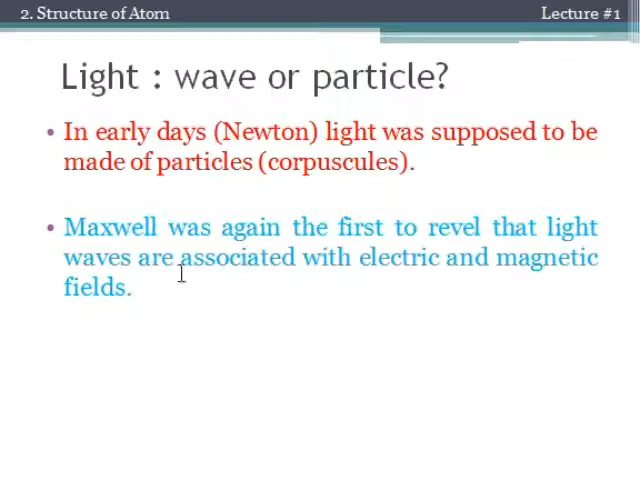 2. Structure of Atom
Lecture #1
Light : wave or particle?
• In early days (Newton) light was supposed to be
made of particles (corpuscules).
• Maxwell was again the first to revel that light
waves are associated with electric and magnetic
fields.